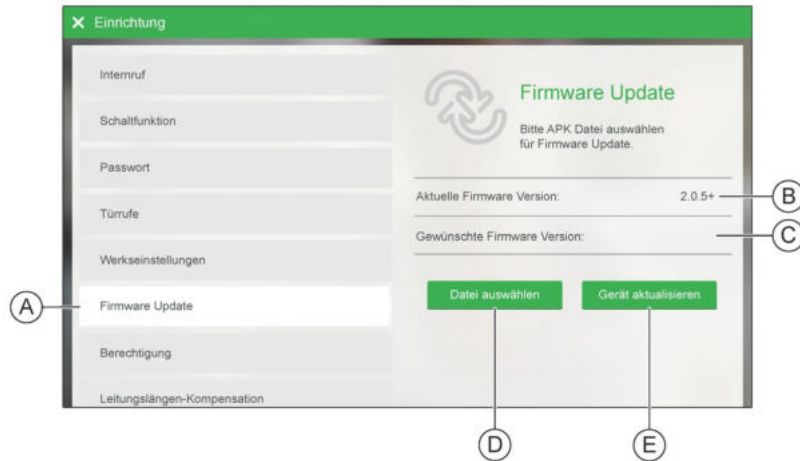 Einrichtung
Internruf
Schaltfunktion
Passwort
Türrufe
Werkseinstellungen
Firmware Update
Berechtigung
Leitungslängen-Kompensation
Firmware Update
Bitte APK Datei auswählen
für Firmware Update.
Aktuelle Firmware Version: 2.0.5+
Gewünschte Firmware Version:
Datei auswählen Gerät aktualisieren
A
B
C
D
E